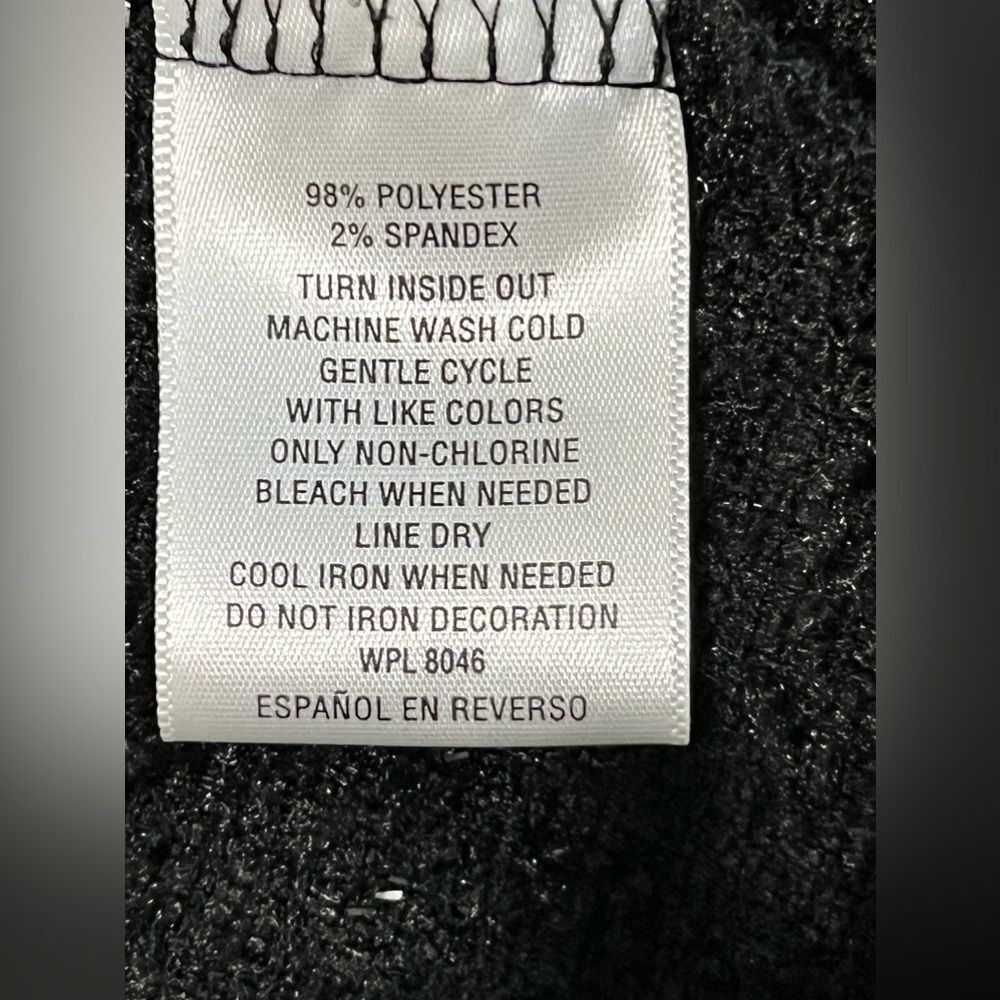 98% POLYESTER
2% SPANDEX
TURN INSIDE OUT
MACHINE WASH COLD
GENTLE CYCLE
WITH LIKE COLORS
ONLY NON-CHLORINE
BLEACH WHEN NEEDED
LINE DRY
COOL IRON WHEN NEEDED
DO NOT IRON DECORATION
WPL 8046
ESPAÑOL EN REVERSO